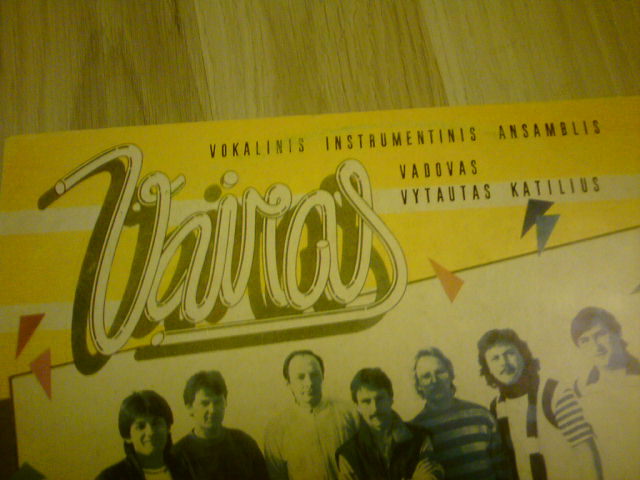 VOKALINIS INSTRUMENTINIS ANSAMBLIS
Vairas
VADOVAS
VYTAUTAS KATILIUS